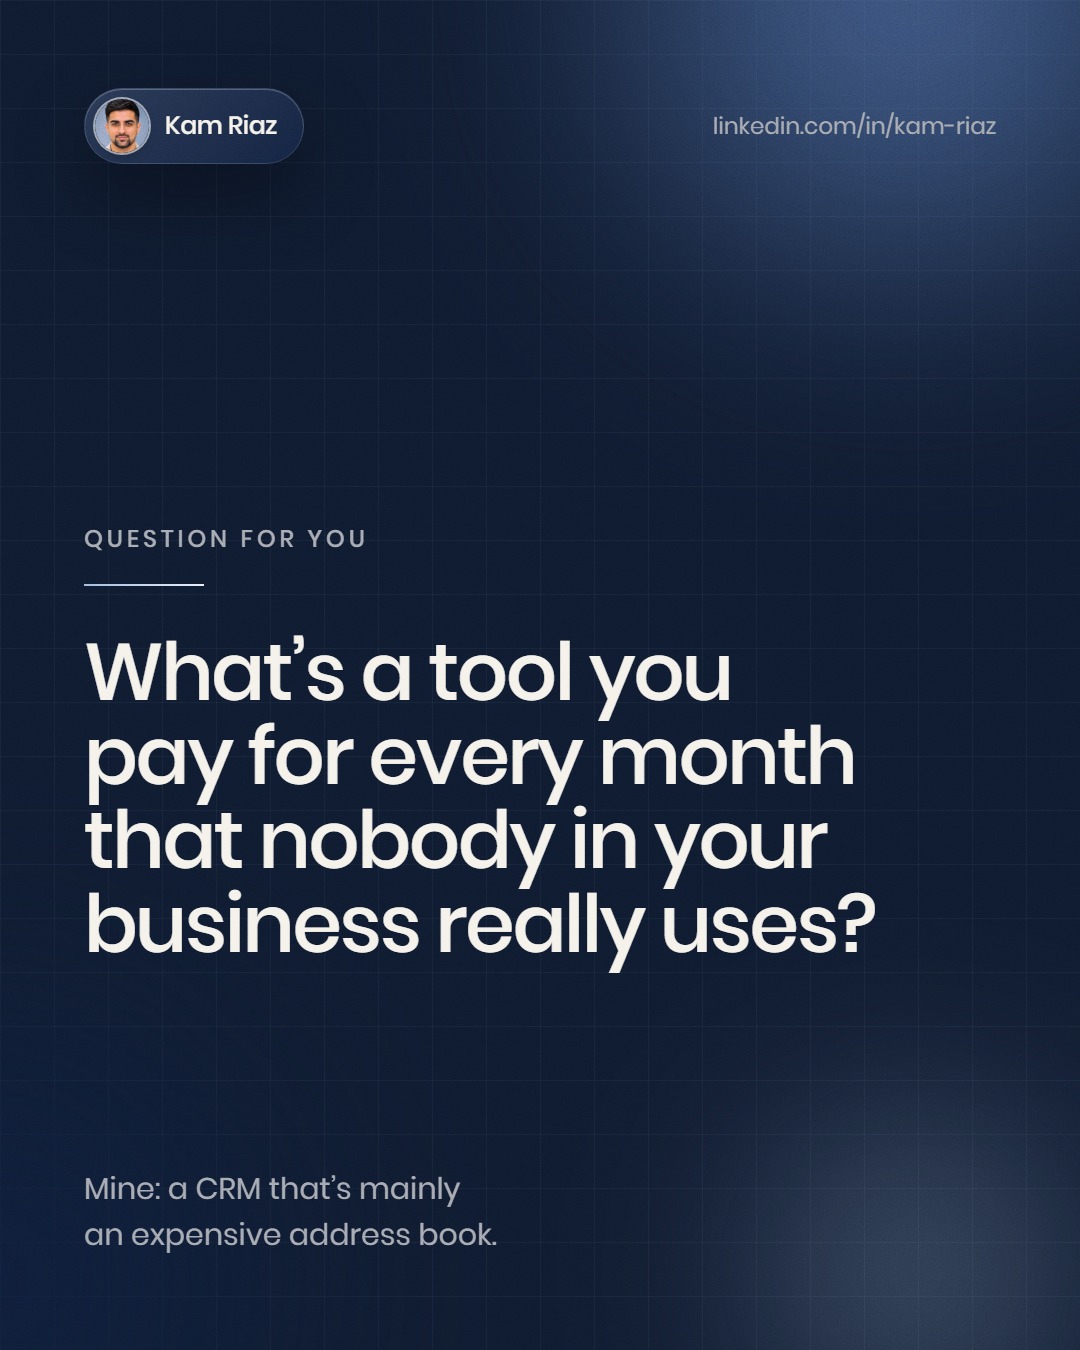 Kam Riaz
linkedin.com/in/kam-riaz
QUESTION FOR YOU
What’s a tool you
pay for every month
that nobody in your
business really uses?
Mine: a CRM that’s mainly
an expensive address book.